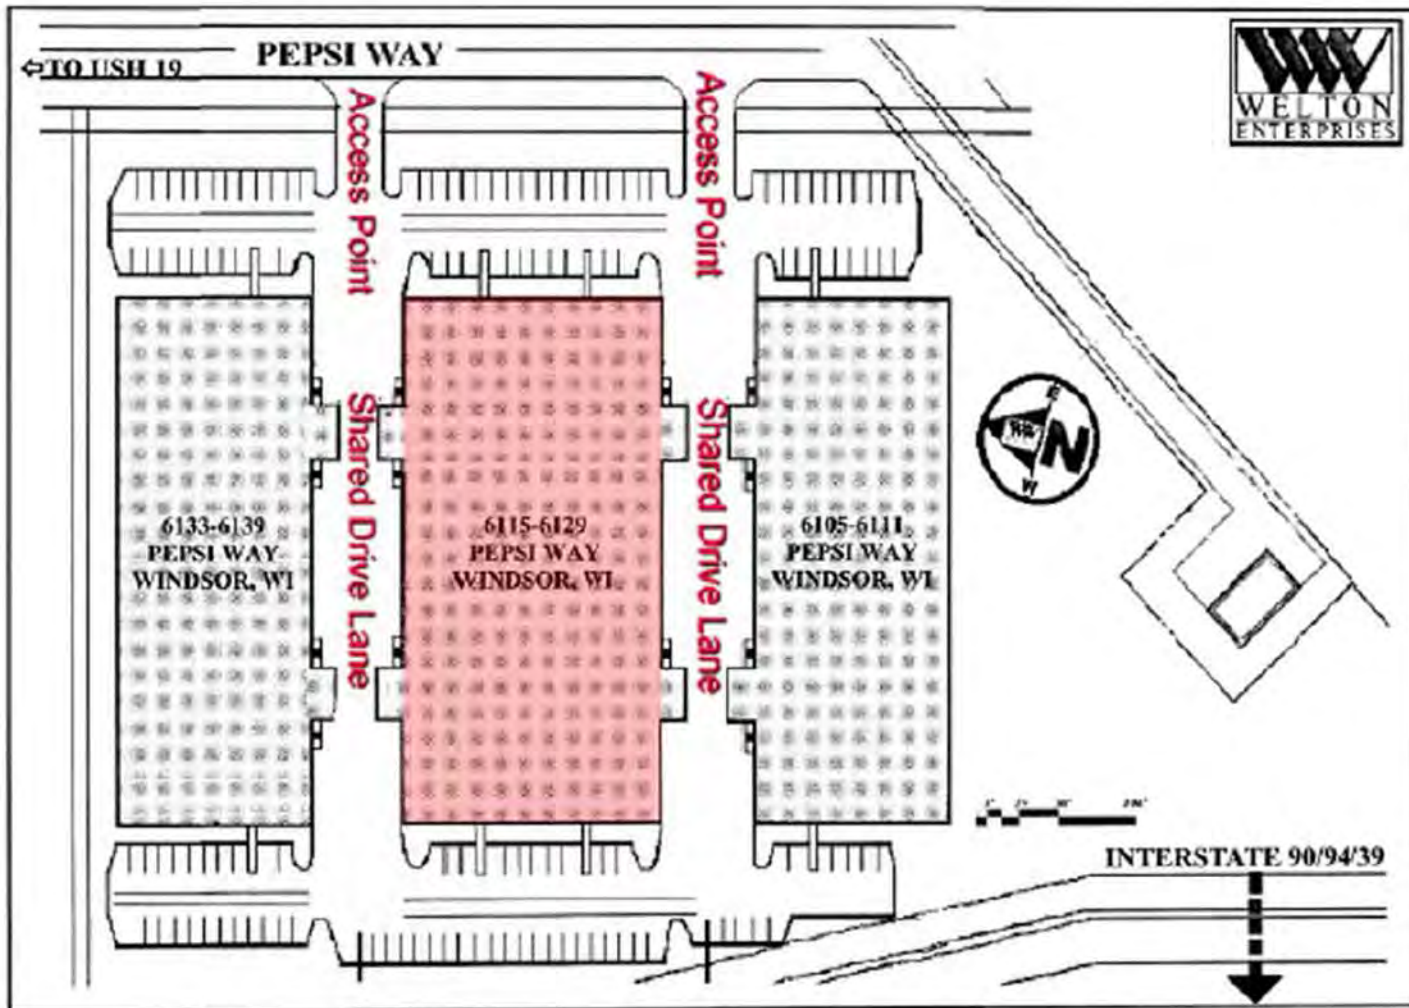 PEPSI WAY
⇦TO USH 19
WELTON
ENTERPRISES
Access Point
Access Point
Shared Drive Lane
Shared Drive Lane
6133-6139
PEPSI WAY
WINDSOR, WI
6115-6129
PEPSI WAY
WINDSOR, WI
6105-6111
PEPSI WAY
WINDSOR, WI
E
N
W
INTERSTATE 90/94/39